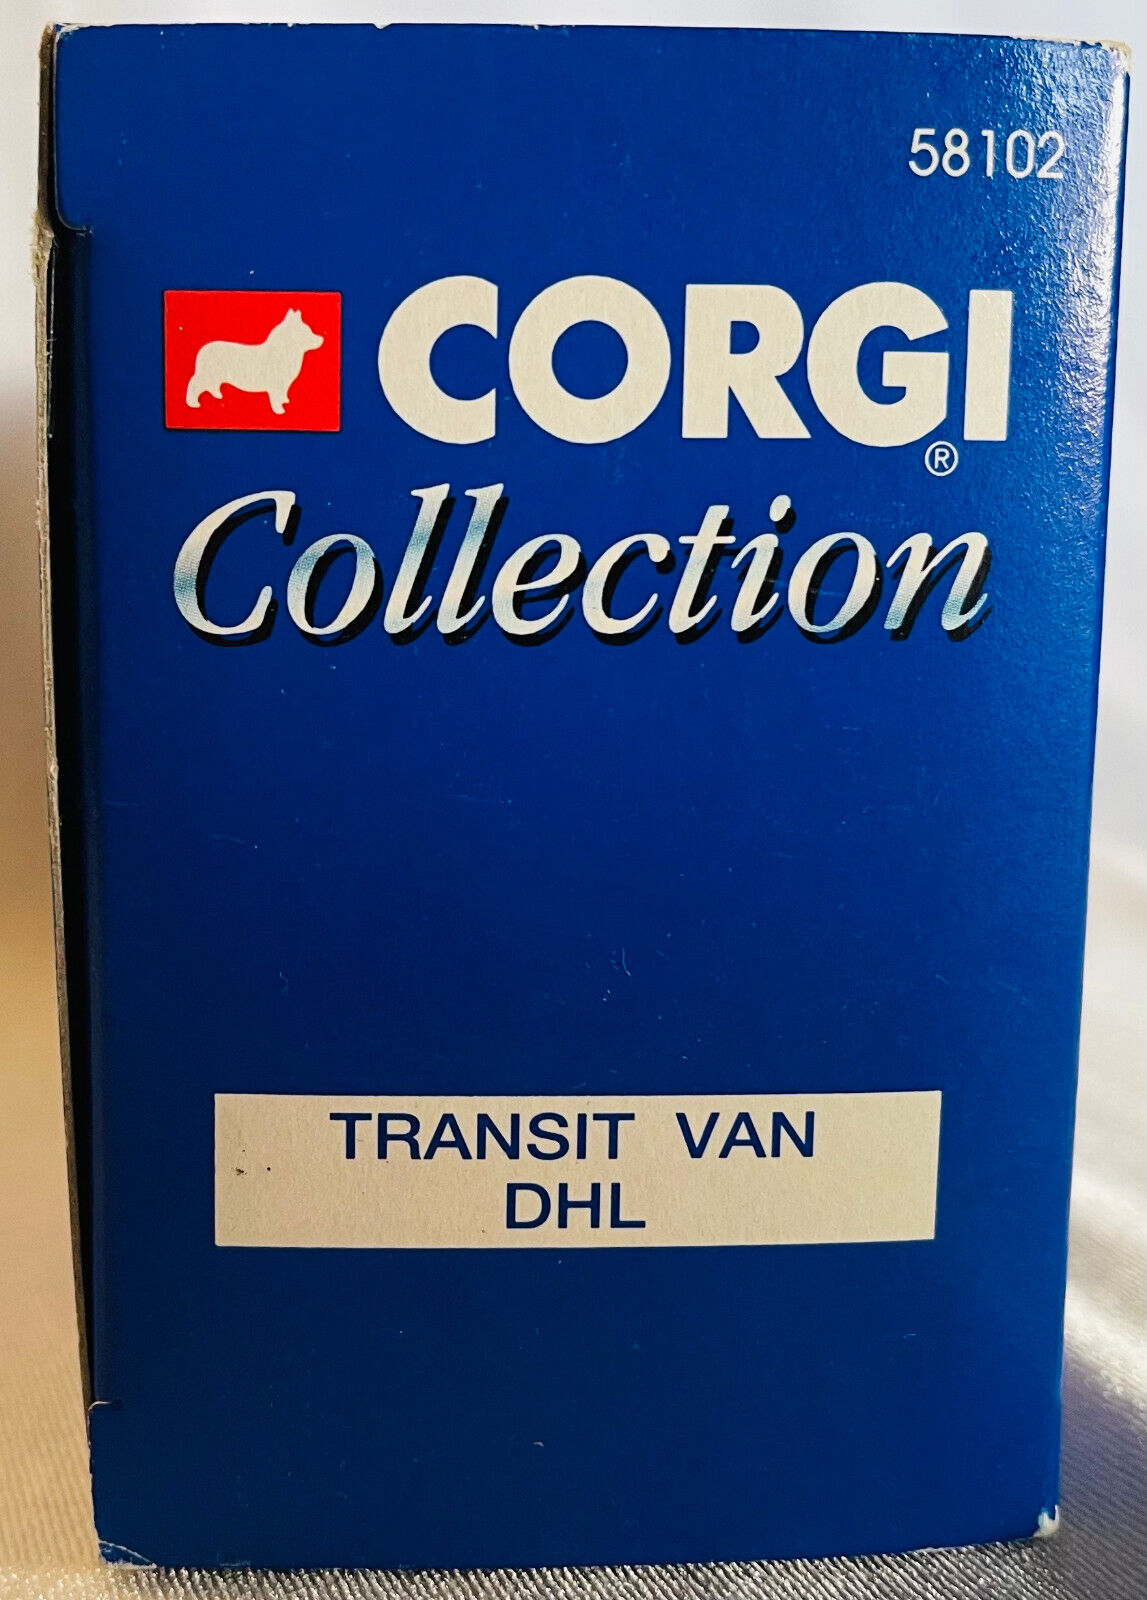 58102
CORGI
®
Collection
TRANSIT VAN
DHL